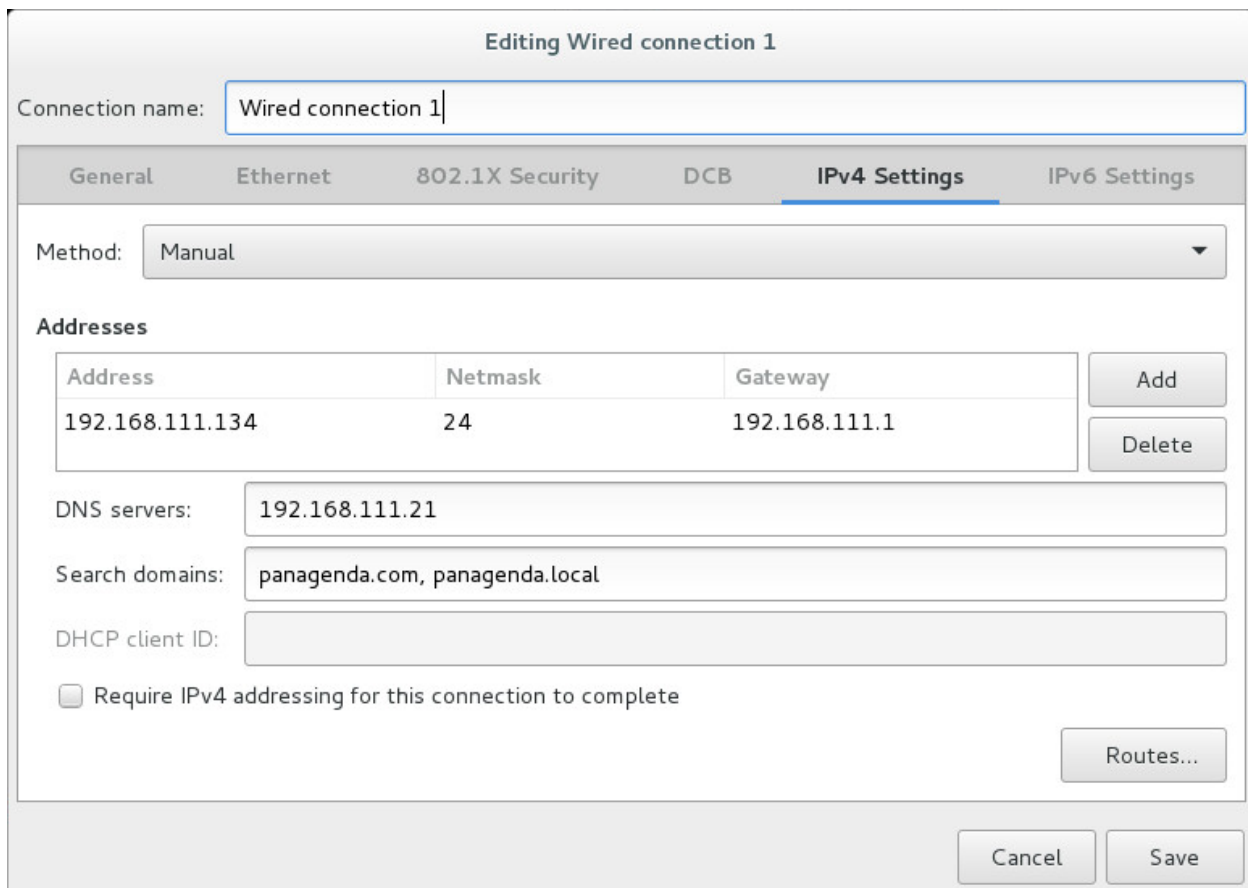 Editing Wired connection 1
Connection name: Wired connection 1
General Ethernet 802.1X Security DCB IPv4 Settings IPv6 Settings
Method: Manual
Addresses
Address Netmask Gateway
192.168.111.134 24 192.168.111.1
Add
Delete
DNS servers: 192.168.111.21
Search domains: panagenda.com, panagenda.local
DHCP client ID:
Require IPv4 addressing for this connection to complete
Routes...
Cancel Save